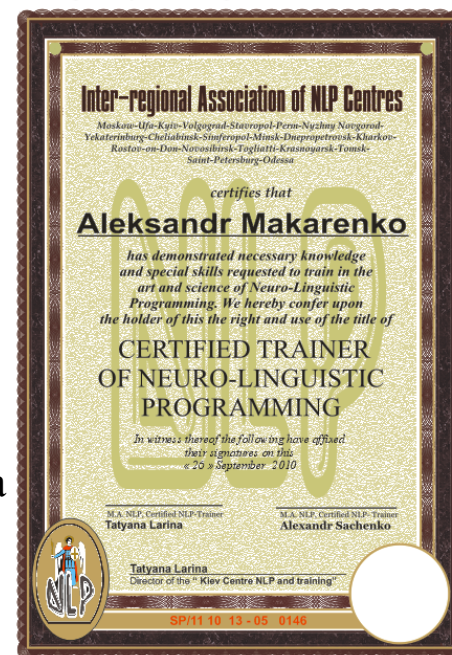 Inter-regional Association of NLP Centres
Moskow-Ufa-Kyiv-Volgograd-Stavropol-Perm-Nyzhny Novgorod-
Yekaterinburg-Cheliabinsk-Simferopol-Minsk-Dnepropetrovsk-Kharkov-
Rostov-on-Don-Novosibirsk-Togliatti-Krasnoyarsk-Tomsk-
Saint-Petersburg-Odessa
certifies that
Aleksandr Makarenko
has demonstrated necessary knowledge
and special skills requested to train in the
art and science of Neuro-Linguistic
Programming. We hereby confer upon
the holder of this the right and use of the title of
CERTIFIED TRAINER
OF NEURO-LINGUISTIC
PROGRAMMING
In witness thereof the following have affixed
their signatures on this
« 26 » September 2010
M.A. NLP, Certified NLP-Trainer
Tatyana Larina
M.A. NLP, Certified NLP- Trainer
Alexandr Sachenko
Tatyana Larina
Director of the “ Kiev Centre NLP and training”
NLP
SP/11 10 13 - 05 0146
NLP
a